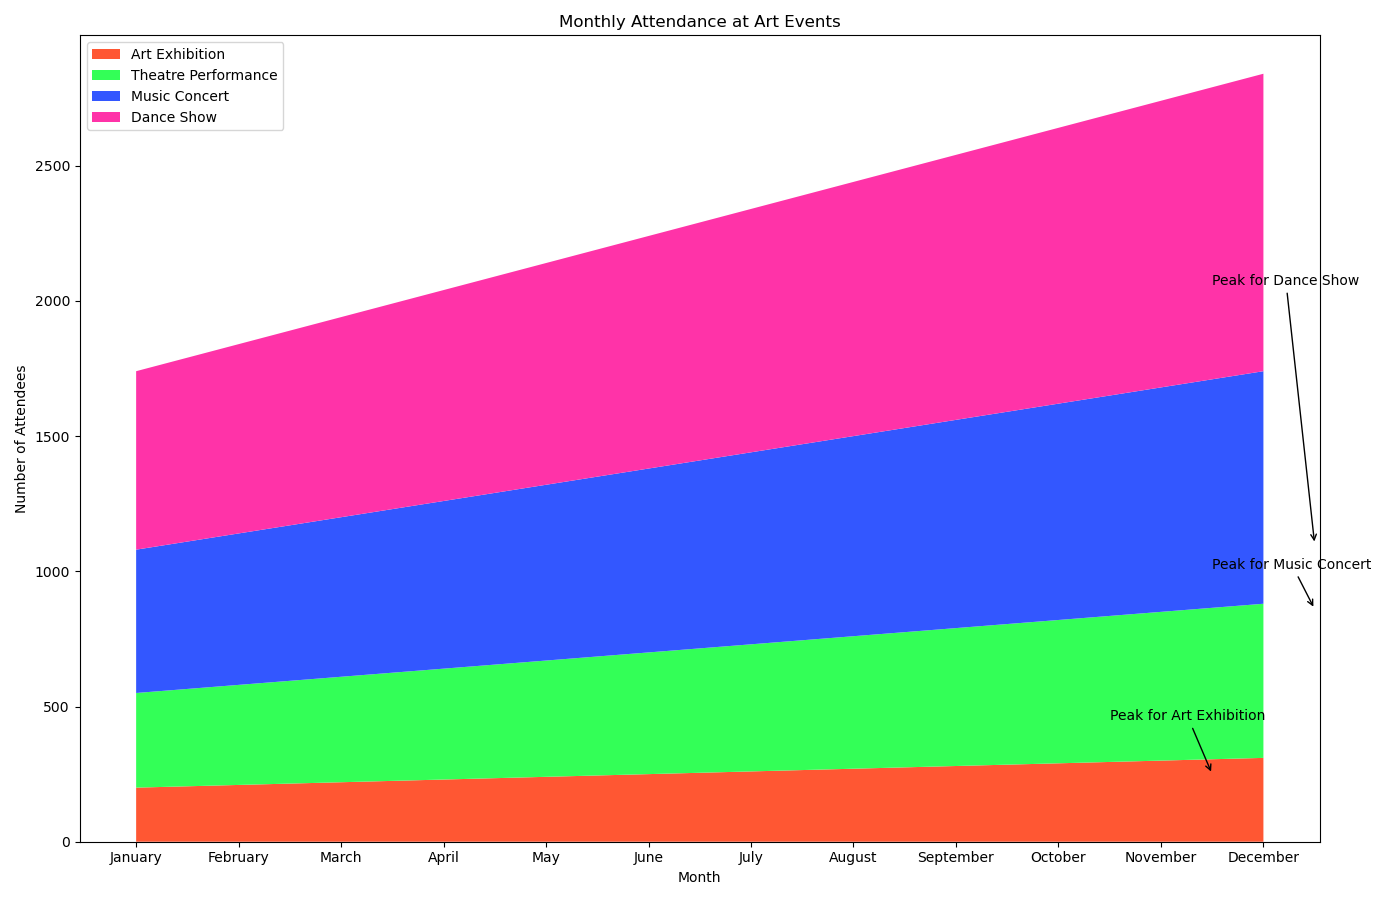 Monthly Attendance at Art Events
Art Exhibition
Theatre Performance
Music Concert
Dance Show
2500
2000
1500
1000
500
0
Number of Attendees
Peak for Dance Show
Peak for Music Concert
Peak for Art Exhibition
January February March April May June July August September October November December
Month